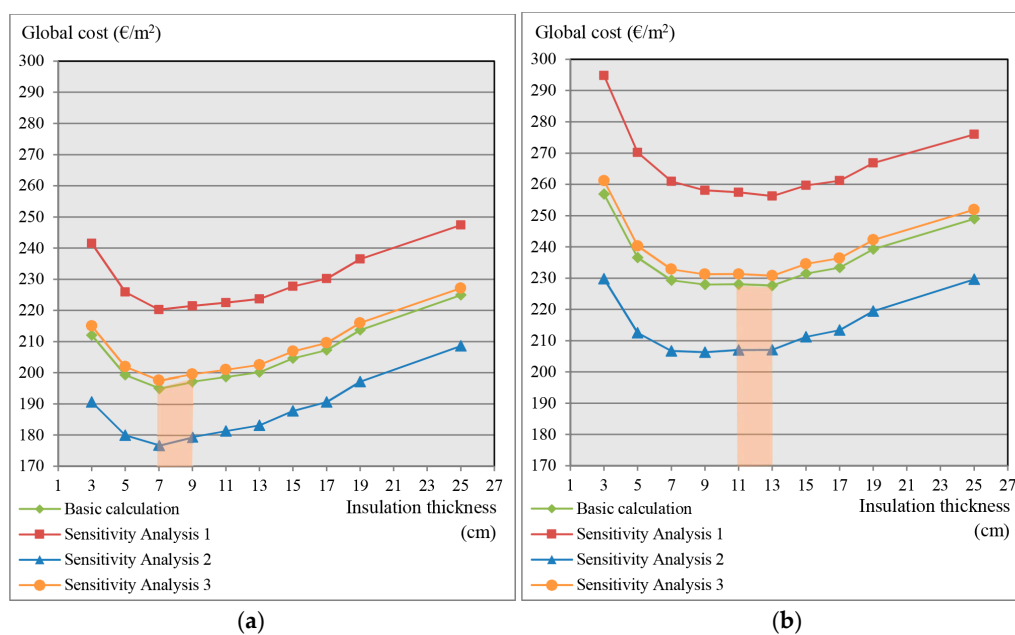 Global cost (€/m²)
300
290
280
270
260
250
240
230
220
210
200
190
180
170
1 3 5 7 9 11 13 15 17 19 21 23 25 27
Insulation thickness
(cm)
Basic calculation
Sensitivity Analysis 1
Sensitivity Analysis 2
Sensitivity Analysis 3
(a)
Global cost (€/m²)
300
290
280
270
260
250
240
230
220
210
200
190
180
170
1 3 5 7 9 11 13 15 17 19 21 23 25 27
Insulation thickness
(cm)
Basic calculation
Sensitivity Analysis 1
Sensitivity Analysis 2
Sensitivity Analysis 3
(b)